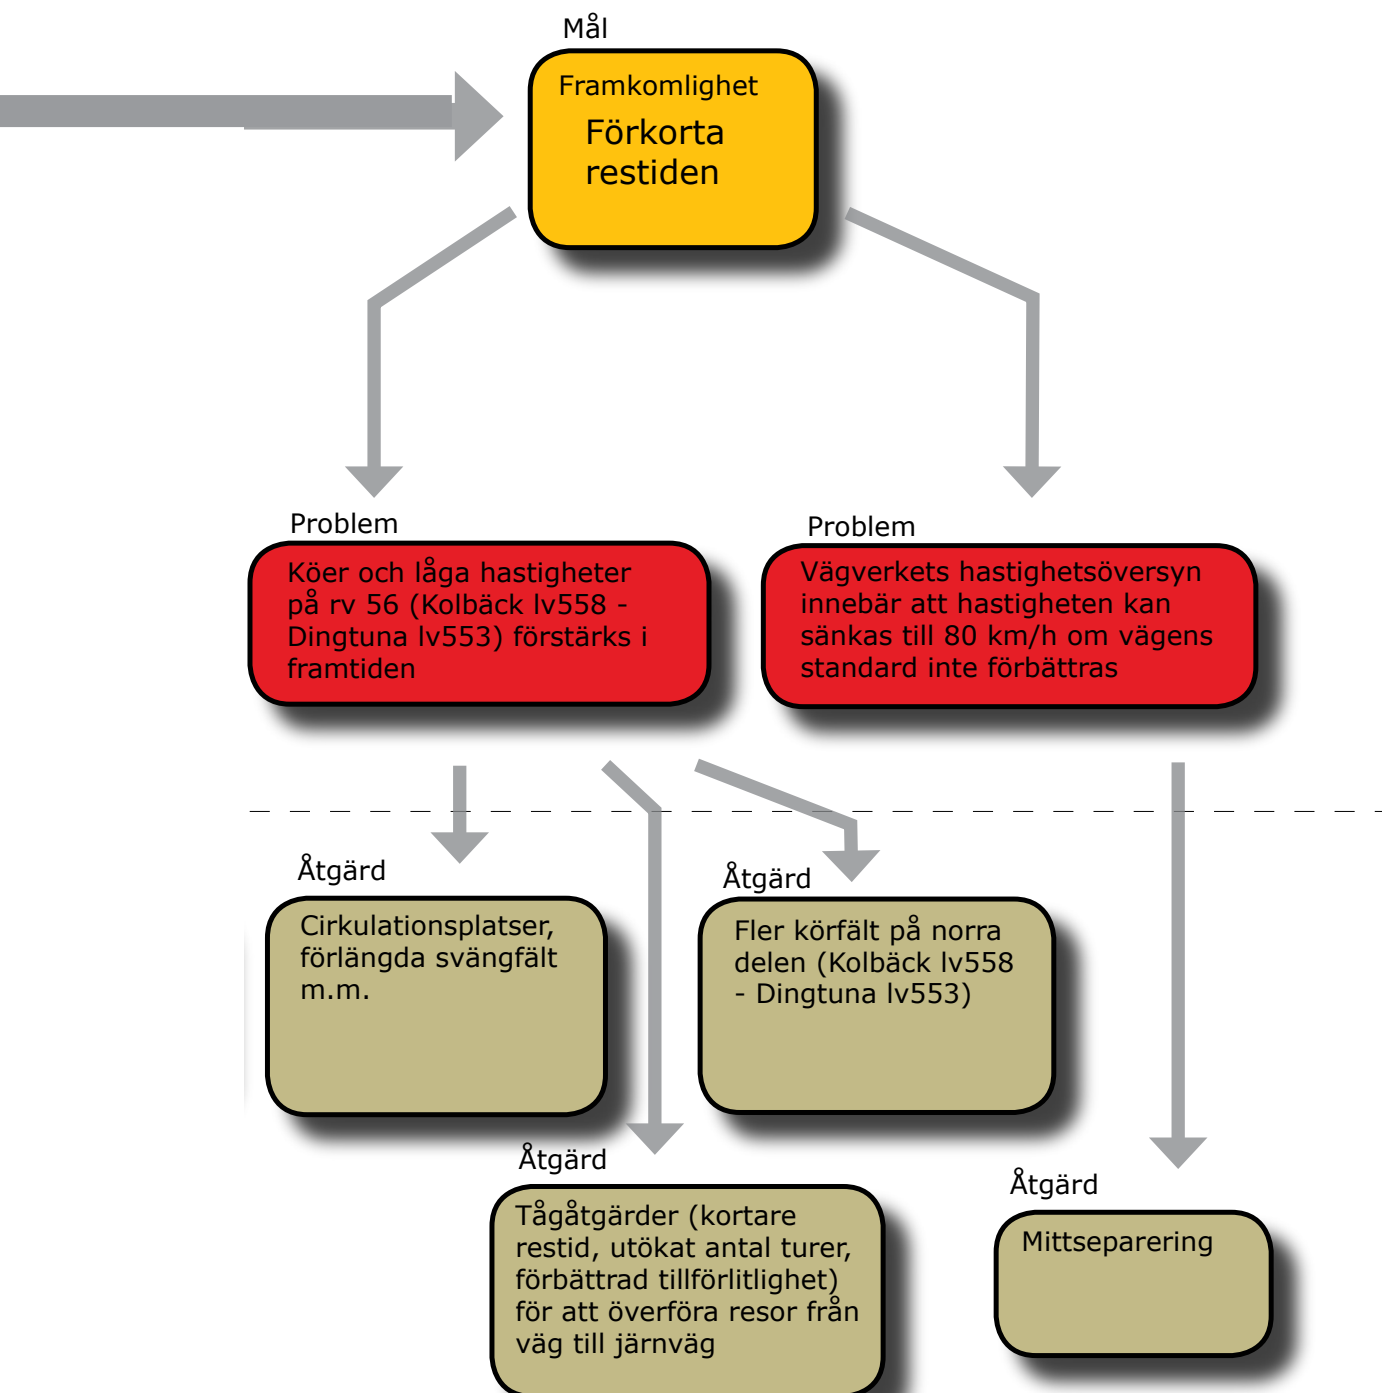 Mål
Framkomlighet
Förkorta
restiden
Problem
Köer och låga hastigheter
på rv 56 (Kolbäck lv558 -
Dingtuna lv553) förstärks i
framtiden
Problem
Vägverkets hastighetsöversyn
innebär att hastigheten kan
sänkas till 80 km/h om vägens
standard inte förbättras
Åtgärd
Cirkulationsplatser,
förlängda svängfält
m.m.
Åtgärd
Fler körfält på norra
delen (Kolbäck lv558
- Dingtuna lv553)
Åtgärd
Tågåtgärder (kortare
restid, utökat antal turer,
förbättrad tillförlitlighet)
för att överföra resor från
väg till järnväg
Åtgärd
Mittseparering